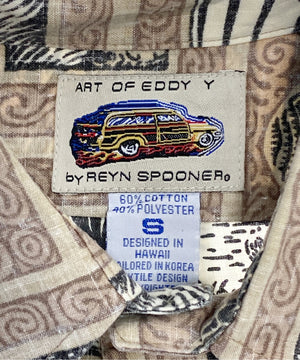 ART OF EDDY Y
by REYN SPOONER®
60% COTTON
40% POLYESTER
S
DESIGNED IN
HAWAII
TAILORED IN KOREA
TEXTILE DESIGN